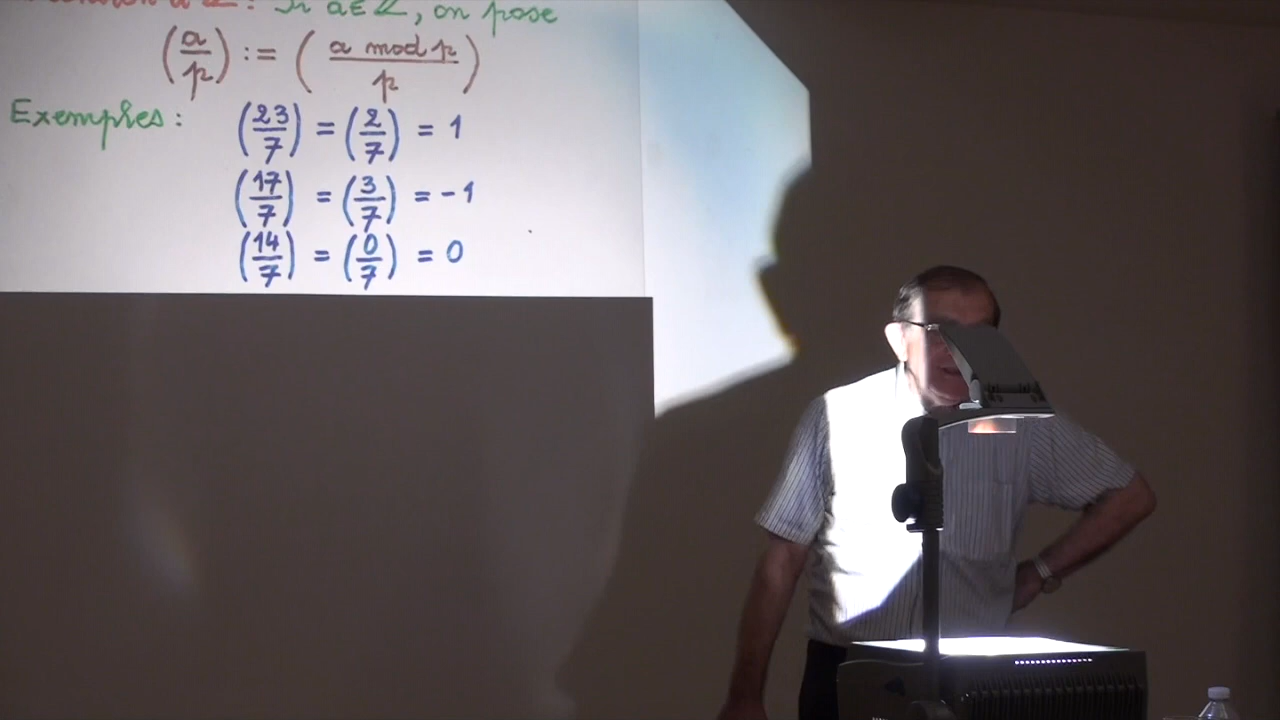 à ℤ : Si a ∈ ℤ, on pose
(a/p) := (a mod p / p)
Exemples : (23/7) = (2/7) = 1
(17/7) = (3/7) = -1
(14/7) = (0/7) = 0